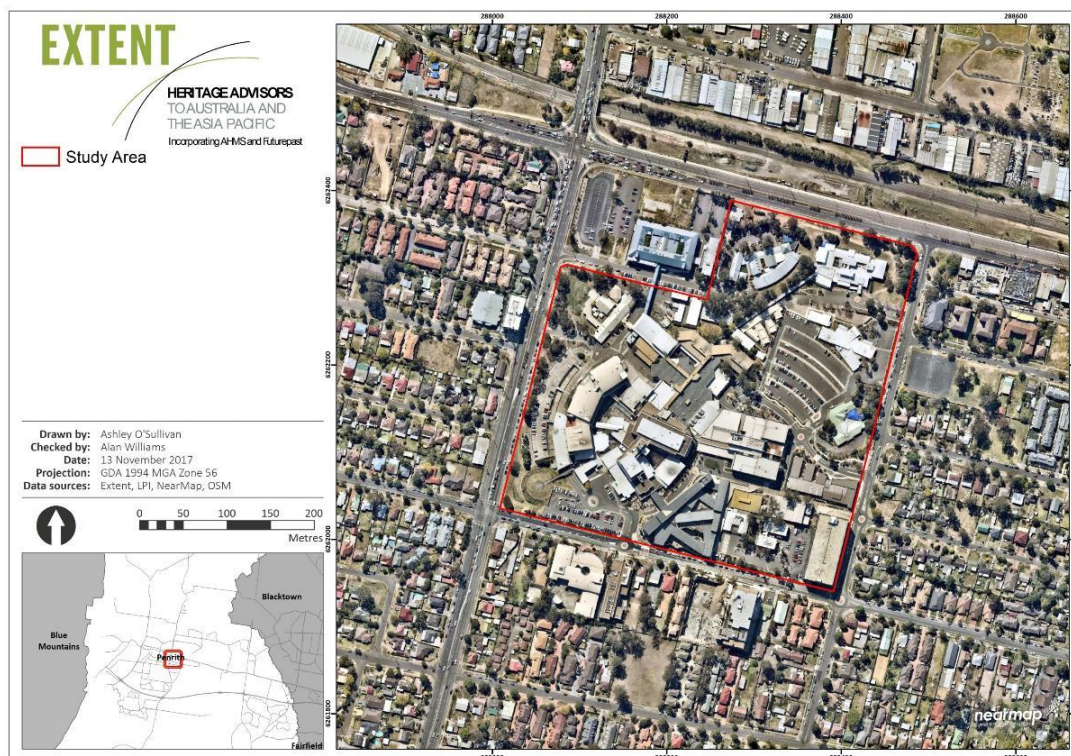 EXTENT
HERITAGE ADVISORS
TO AUSTRALIA AND
THE ASIA PACIFIC
Incorporating AHMS and Futurepast
Study Area
Drawn by: Ashley O'Sullivan
Checked by: Alan Williams
Date: 13 November 2017
Projection: GDA 1994 MGA Zone 56
Data sources: Extent, LPI, NearMap, OSM
0 50 100 150 200
Metres
Blacktown
Blue
Mountains
Penrith
Fairfield
288000 288200 288400 288600
6262400
6262200
6262000
6261800
nearmap